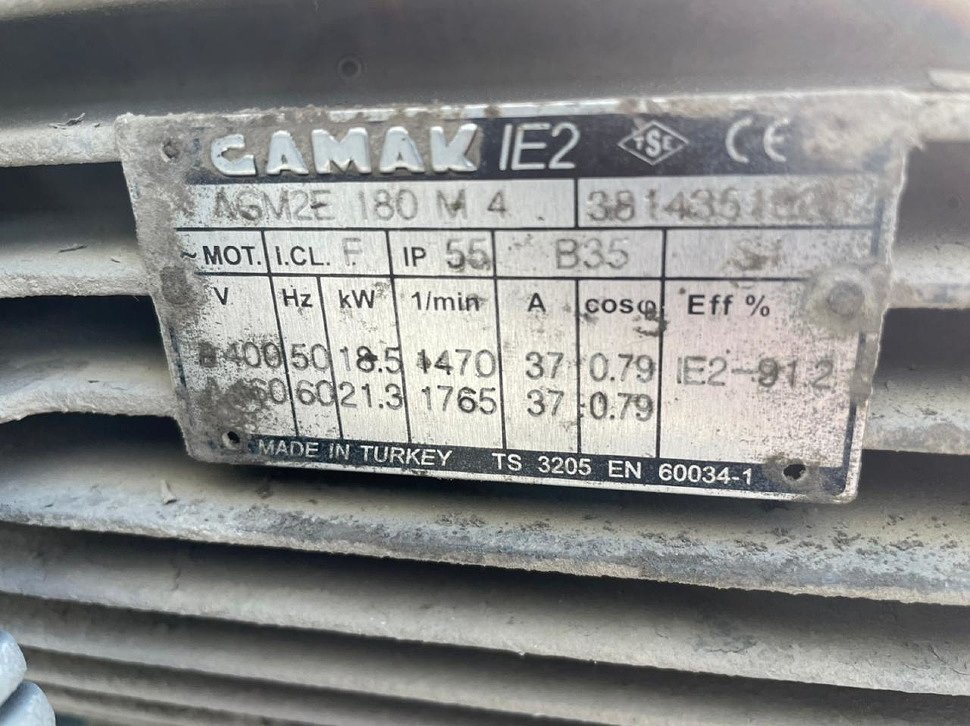 GAMAK IE2 TSE CE
AGM2E 180 M 4
~ MOT. I.CL. F IP 55 B35 S1
V Hz kW 1/min A cosφ Eff %
400 50 18.5 1470 37 0.79 IE2-91.2
60 21.3 1765 37 0.79
MADE IN TURKEY TS 3205 EN 60034-1